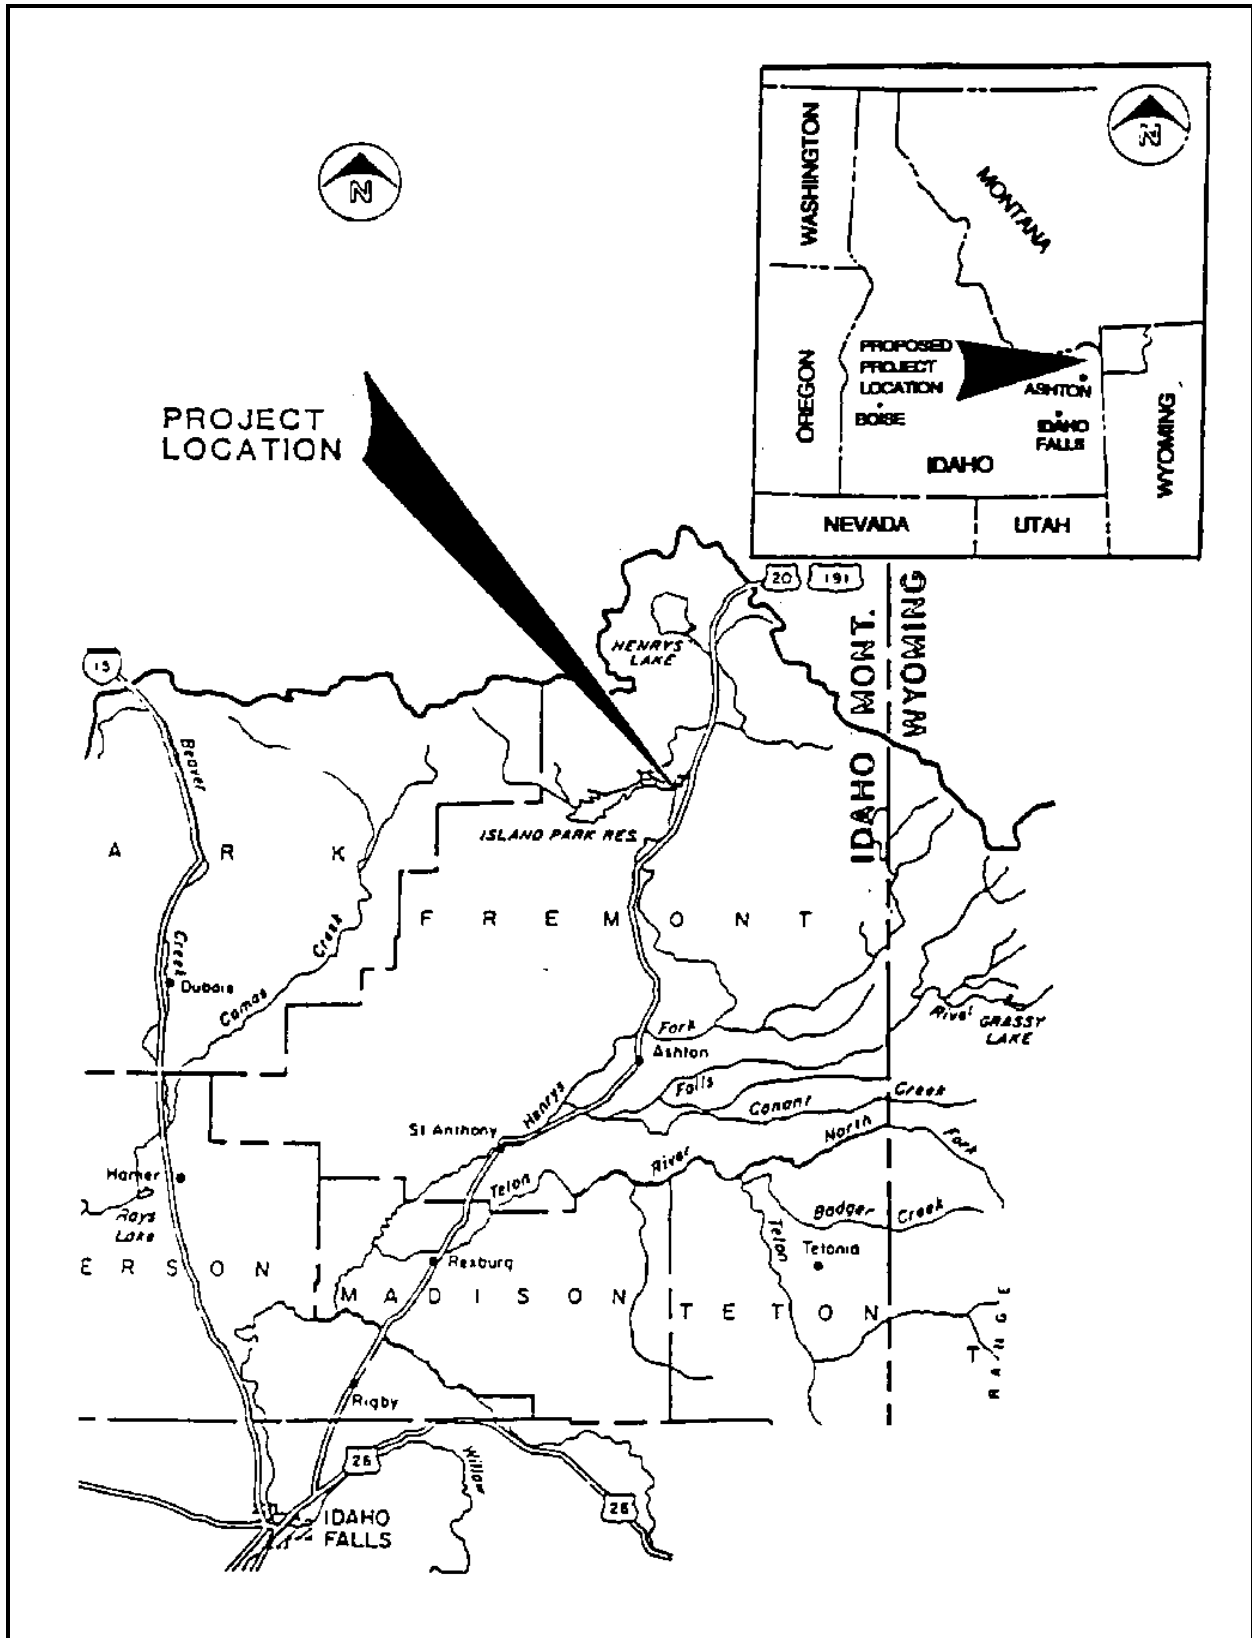 N
N
WASHINGTON
MONTANA
OREGON
PROPOSED
PROJECT
LOCATION
BOISE
ASHTON
IDAHO
FALLS
IDAHO
WYOMING
NEVADA
UTAH
PROJECT
LOCATION
20
191
IDAHO
MONT.
WYOMING
HENRYS
LAKE
15
Beaver
Creek
ISLAND PARK RES.
A R K
F R E M O N T
Camas Creek
Dubois
River
GRASSY
LAKE
Fork
Ashton
Falls
Henrys
Conant Creek
St Anthony
North Fork
River
Teton
Hamer
Rays
Lake
Badger Creek
Teton
Tetonia
Rexburg
E R S O N
M A D I S O N
T E T O N
T
R A N G E
Rigby
26
Willow
26
IDAHO
FALLS